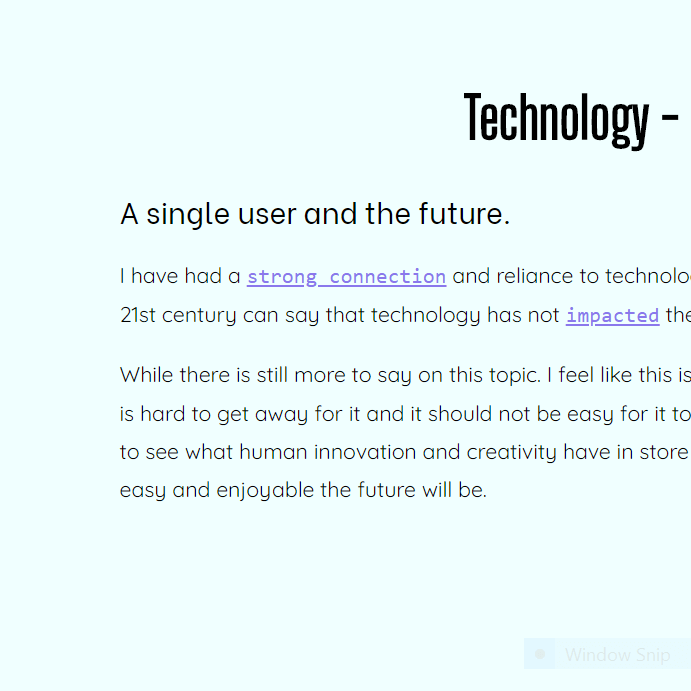 Technology -
A single user and the future.
I have had a strong connection and reliance to technolo
21st century can say that technology has not impacted the
While there is still more to say on this topic. I feel like this is
is hard to get away for it and it should not be easy for it to
to see what human innovation and creativity have in store
easy and enjoyable the future will be.
Window Snip